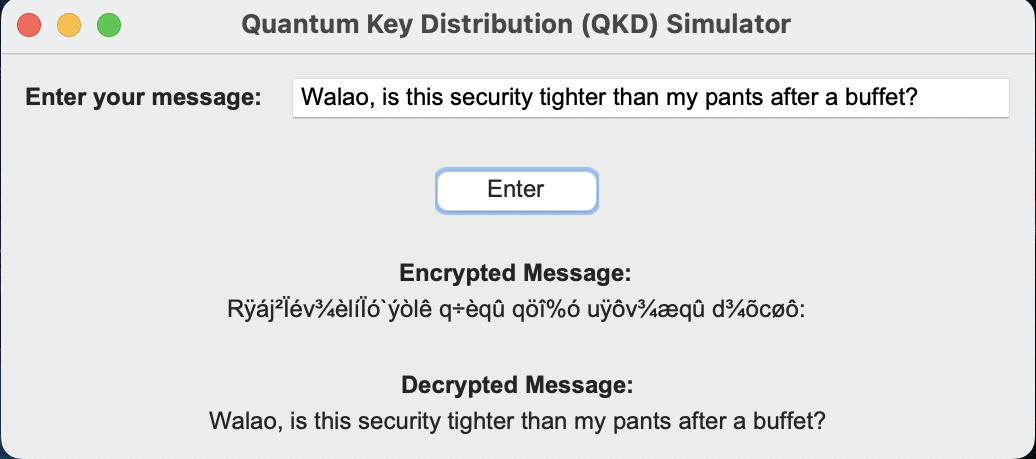 Quantum Key Distribution (QKD) Simulator
Enter your message: Walao, is this security tighter than my pants after a buffet?
Enter
Encrypted Message:
Rÿáj²Ïév¾èlíÏó`ýòlê q÷èqû qöî%ó uÿôv¾æqû d¾õcøô:
Decrypted Message:
Walao, is this security tighter than my pants after a buffet?